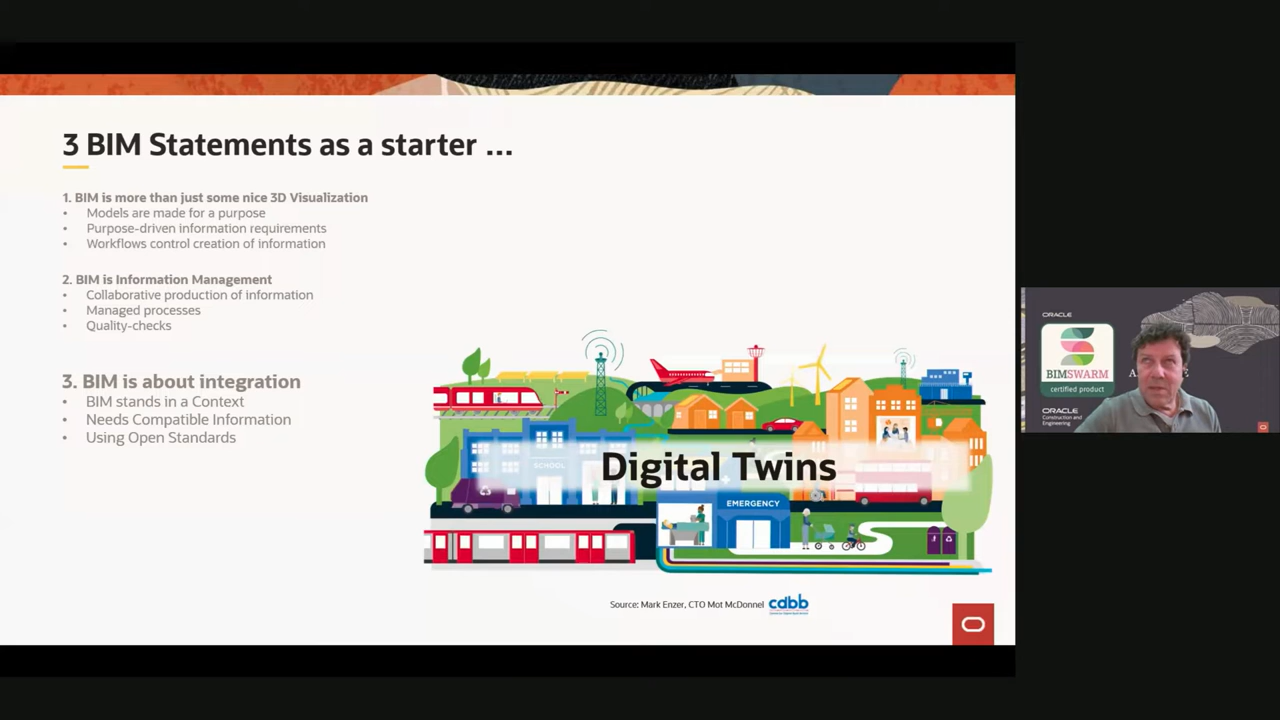 3 BIM Statements as a starter ...
1. BIM is more than just some nice 3D Visualization
• Models are made for a purpose
• Purpose-driven information requirements
• Workflows control creation of information
2. BIM is Information Management
• Collaborative production of information
• Managed processes
• Quality-checks
3. BIM is about integration
• BIM stands in a Context
• Needs Compatible Information
• Using Open Standards
SCHOOL
Digital Twins
EMERGENCY
Source: Mark Enzer, CTO Mot McDonnel
cdbb
ORACLE
BIMSWARM
certified product
ORACLE
Construction and
Engineering